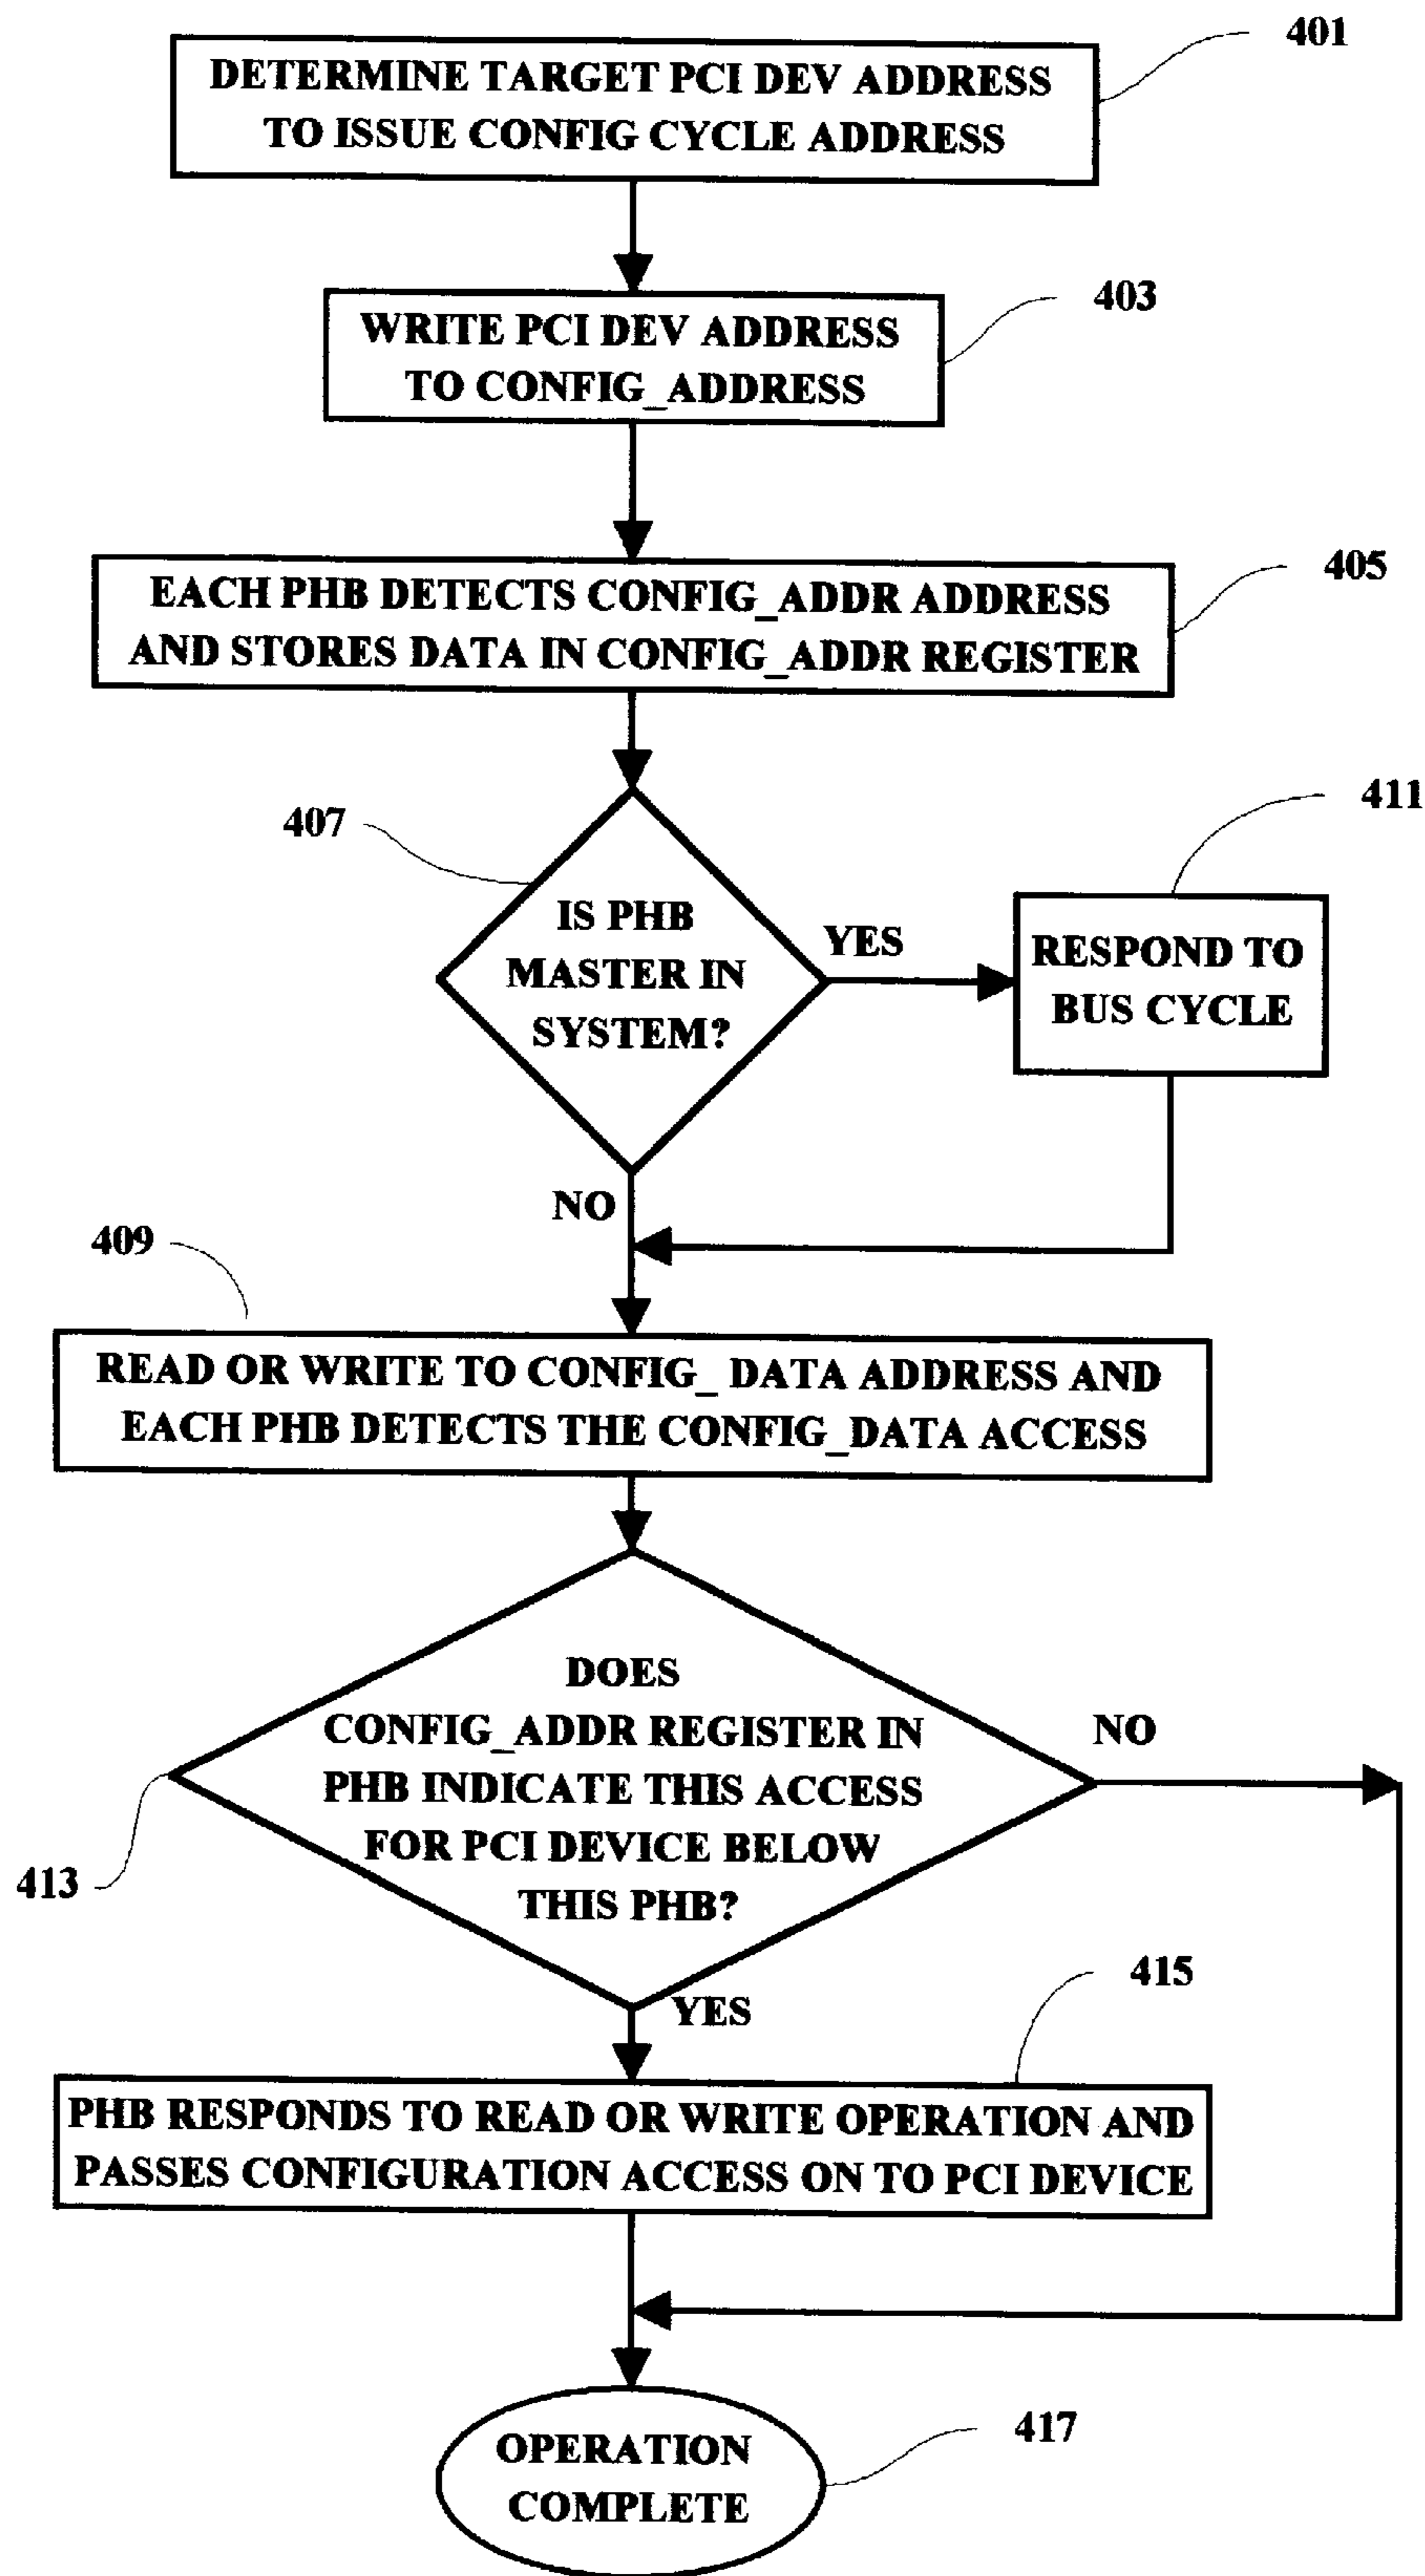 401
DETERMINE TARGET PCI DEV ADDRESS
TO ISSUE CONFIG CYCLE ADDRESS
403
WRITE PCI DEV ADDRESS
TO CONFIG_ADDRESS
405
EACH PHB DETECTS CONFIG_ADDR ADDRESS
AND STORES DATA IN CONFIG_ADDR REGISTER
407
IS PHB
MASTER IN
SYSTEM?
YES
411
RESPOND TO
BUS CYCLE
NO
409
READ OR WRITE TO CONFIG_ DATA ADDRESS AND
EACH PHB DETECTS THE CONFIG_DATA ACCESS
DOES
CONFIG_ADDR REGISTER IN
PHB INDICATE THIS ACCESS
FOR PCI DEVICE BELOW
THIS PHB?
NO
413
YES
415
PHB RESPONDS TO READ OR WRITE OPERATION AND
PASSES CONFIGURATION ACCESS ON TO PCI DEVICE
417
OPERATION
COMPLETE